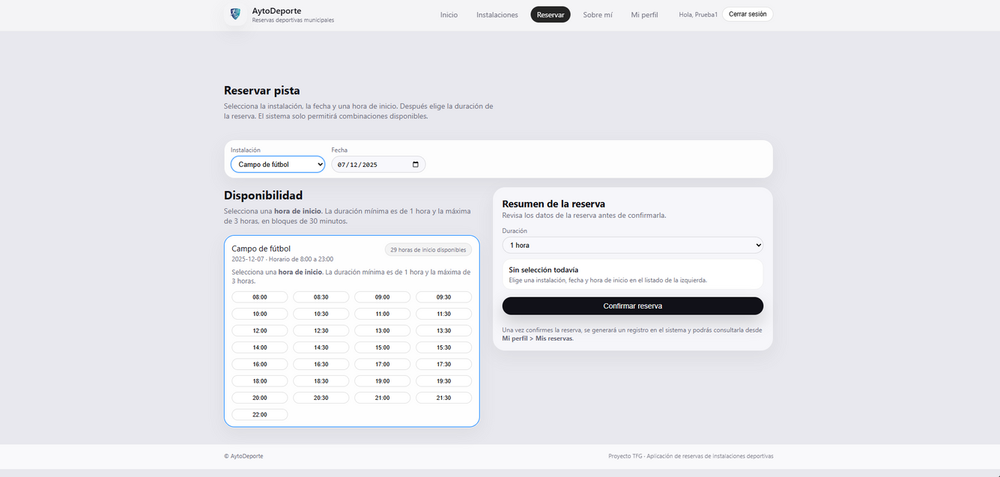 AytoDeporte
Reservas deportivas municipales
Inicio
Instalaciones
Reservar
Sobre mí
Mi perfil
Hola, Prueba1
Cerrar sesión
Reservar pista
Selecciona la instalación, la fecha y una hora de inicio. Después elige la duración de
la reserva. El sistema solo permitirá combinaciones disponibles.
Instalación
Fecha
Campo de fútbol
07/12/2025
Disponibilidad
Selecciona una hora de inicio. La duración mínima es de 1 hora y la máxima
de 3 horas, en bloques de 30 minutos.
Campo de fútbol
29 horas de inicio disponibles
2025-12-07 · Horario de 8:00 a 23:00
Selecciona una hora de inicio. La duración mínima es de 1 hora y la máxima de
3 horas.
08:00 08:30 09:00 09:30
10:00 10:30 11:00 11:30
12:00 12:30 13:00 13:30
14:00 14:30 15:00 15:30
16:00 16:30 17:00 17:30
18:00 18:30 19:00 19:30
20:00 20:30 21:00 21:30
22:00
Resumen de la reserva
Revisa los datos de la reserva antes de confirmarla.
Duración
1 hora
Sin selección todavía
Elige una instalación, fecha y hora de inicio en el listado de la izquierda.
Confirmar reserva
Una vez confirmes la reserva, se generará un registro en el sistema y podrás consultarla desde
Mi perfil > Mis reservas.
© AytoDeporte
Proyecto TFG · Aplicación de reservas de instalaciones deportivas